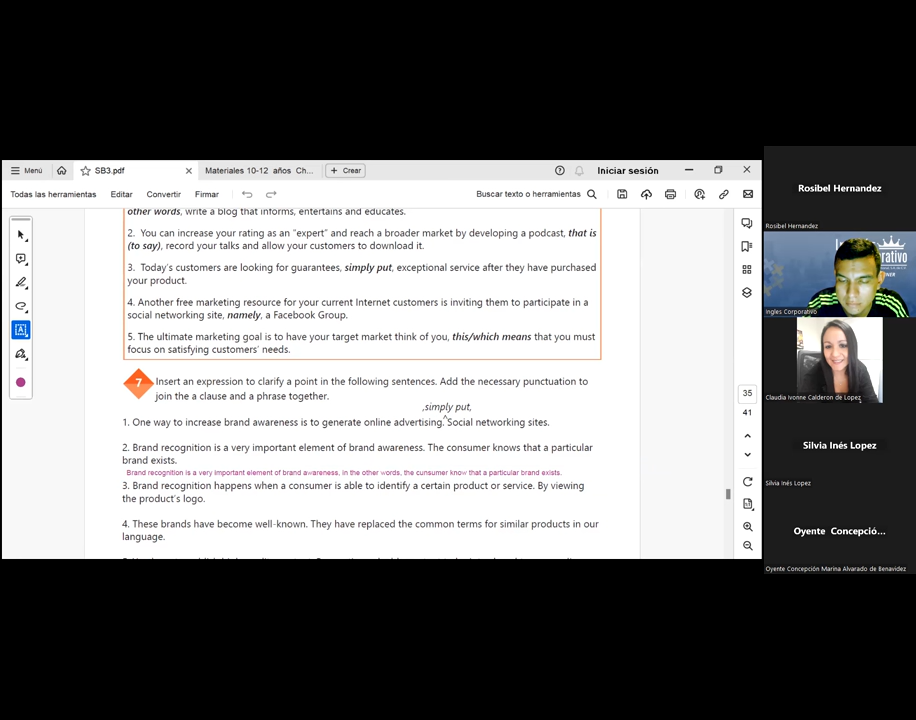 Menú
SB3.pdf
Materiales 10-12 años Ch...
+ Crear
Iniciar sesión
Todas las herramientas
Editar
Convertir
Firmar
Buscar texto o herramientas
other words, write a blog that informs, entertains and educates.
2. You can increase your rating as an "expert" and reach a broader market by developing a podcast, that is
(to say), record your talks and allow your customers to download it.
3. Today's customers are looking for guarantees, simply put, exceptional service after they have purchased
your product.
4. Another free marketing resource for your current Internet customers is inviting them to participate in a
social networking site, namely, a Facebook Group.
5. The ultimate marketing goal is to have your target market think of you, this/which means that you must
focus on satisfying customers' needs.
7
Insert an expression to clarify a point in the following sentences. Add the necessary punctuation to
join the a clause and a phrase together.
,simply put,
1. One way to increase brand awareness is to generate online advertising.^Social networking sites.
2. Brand recognition is a very important element of brand awareness. The consumer knows that a particular
brand exists.
Brand recognition is a very important element of brand awareness, in the other words, the consumer know that a particular brand exists.
3. Brand recognition happens when a consumer is able to identify a certain product or service. By viewing
the product's logo.
4. These brands have become well-known. They have replaced the common terms for similar products in our
language.
35
41
Rosibel Hernandez
Rosibel Hernandez
Ingles Corporativo
Claudia Ivonne Calderon de Lopez
Silvia Inés Lopez
Silvia Inés Lopez
Oyente Concepció...
Oyente Concepción Marina Alvarado de Benavidez